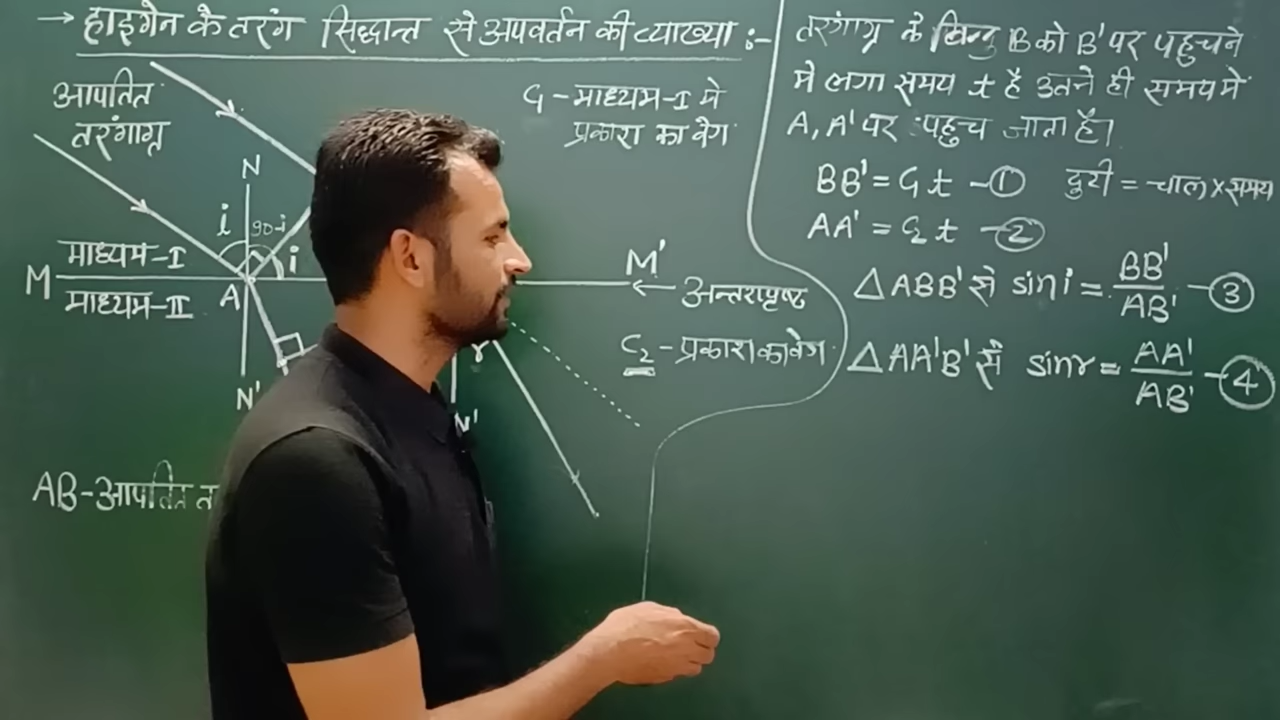 → हाइगेन के तरंग सिद्धान्त से अपवर्तन की व्याख्या :-
आपतित
तरंगाग्र
C₁ - माध्यम-I मे
प्रकाश का वेग
N
i
90-i
i
माध्यम-I
M
M'
माध्यम-II
A
← अन्तरापृष्ट
C₂ - प्रकाश का वेग
r
N'
N'
AB - आपतित त
तरंगाग्र के बिन्दु B को B' पर पहुचने
मे लगा समय t है उतने ही समय मे
A, A' पर पहुच जाता है।
BB' = C₁ t - ① दुरी = चाल × समय
AA' = C₂ t - ②
△ABB' से sin i = BB' / AB' - ③
△AA'B' से sin r = AA' / AB' - ④